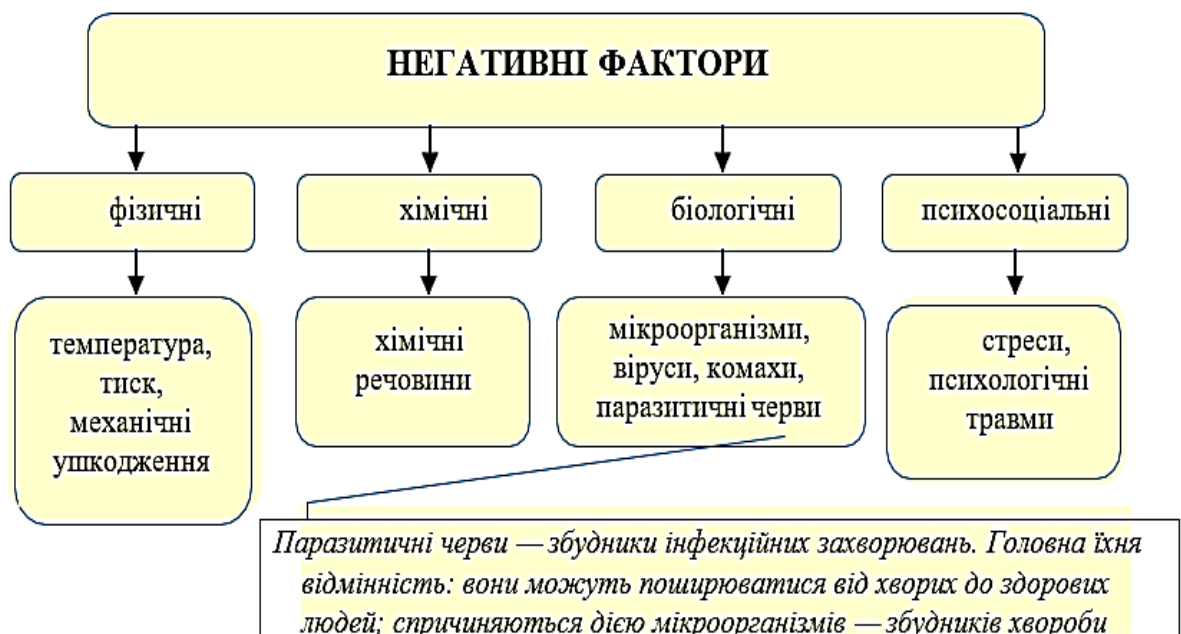 НЕГАТИВНІ ФАКТОРИ
фізичні
хімічні
біологічні
психосоціальні
температура,
тиск,
механічні
ушкодження
хімічні
речовини
мікроорганізми,
віруси, комахи,
паразитичні черви
стреси,
психологічні
травми
Паразитичні черви — збудники інфекційних захворювань. Головна їхня
відмінність: вони можуть поширюватися від хворих до здорових
людей; спричиняються дією мікроорганізмів — збудників хвороби